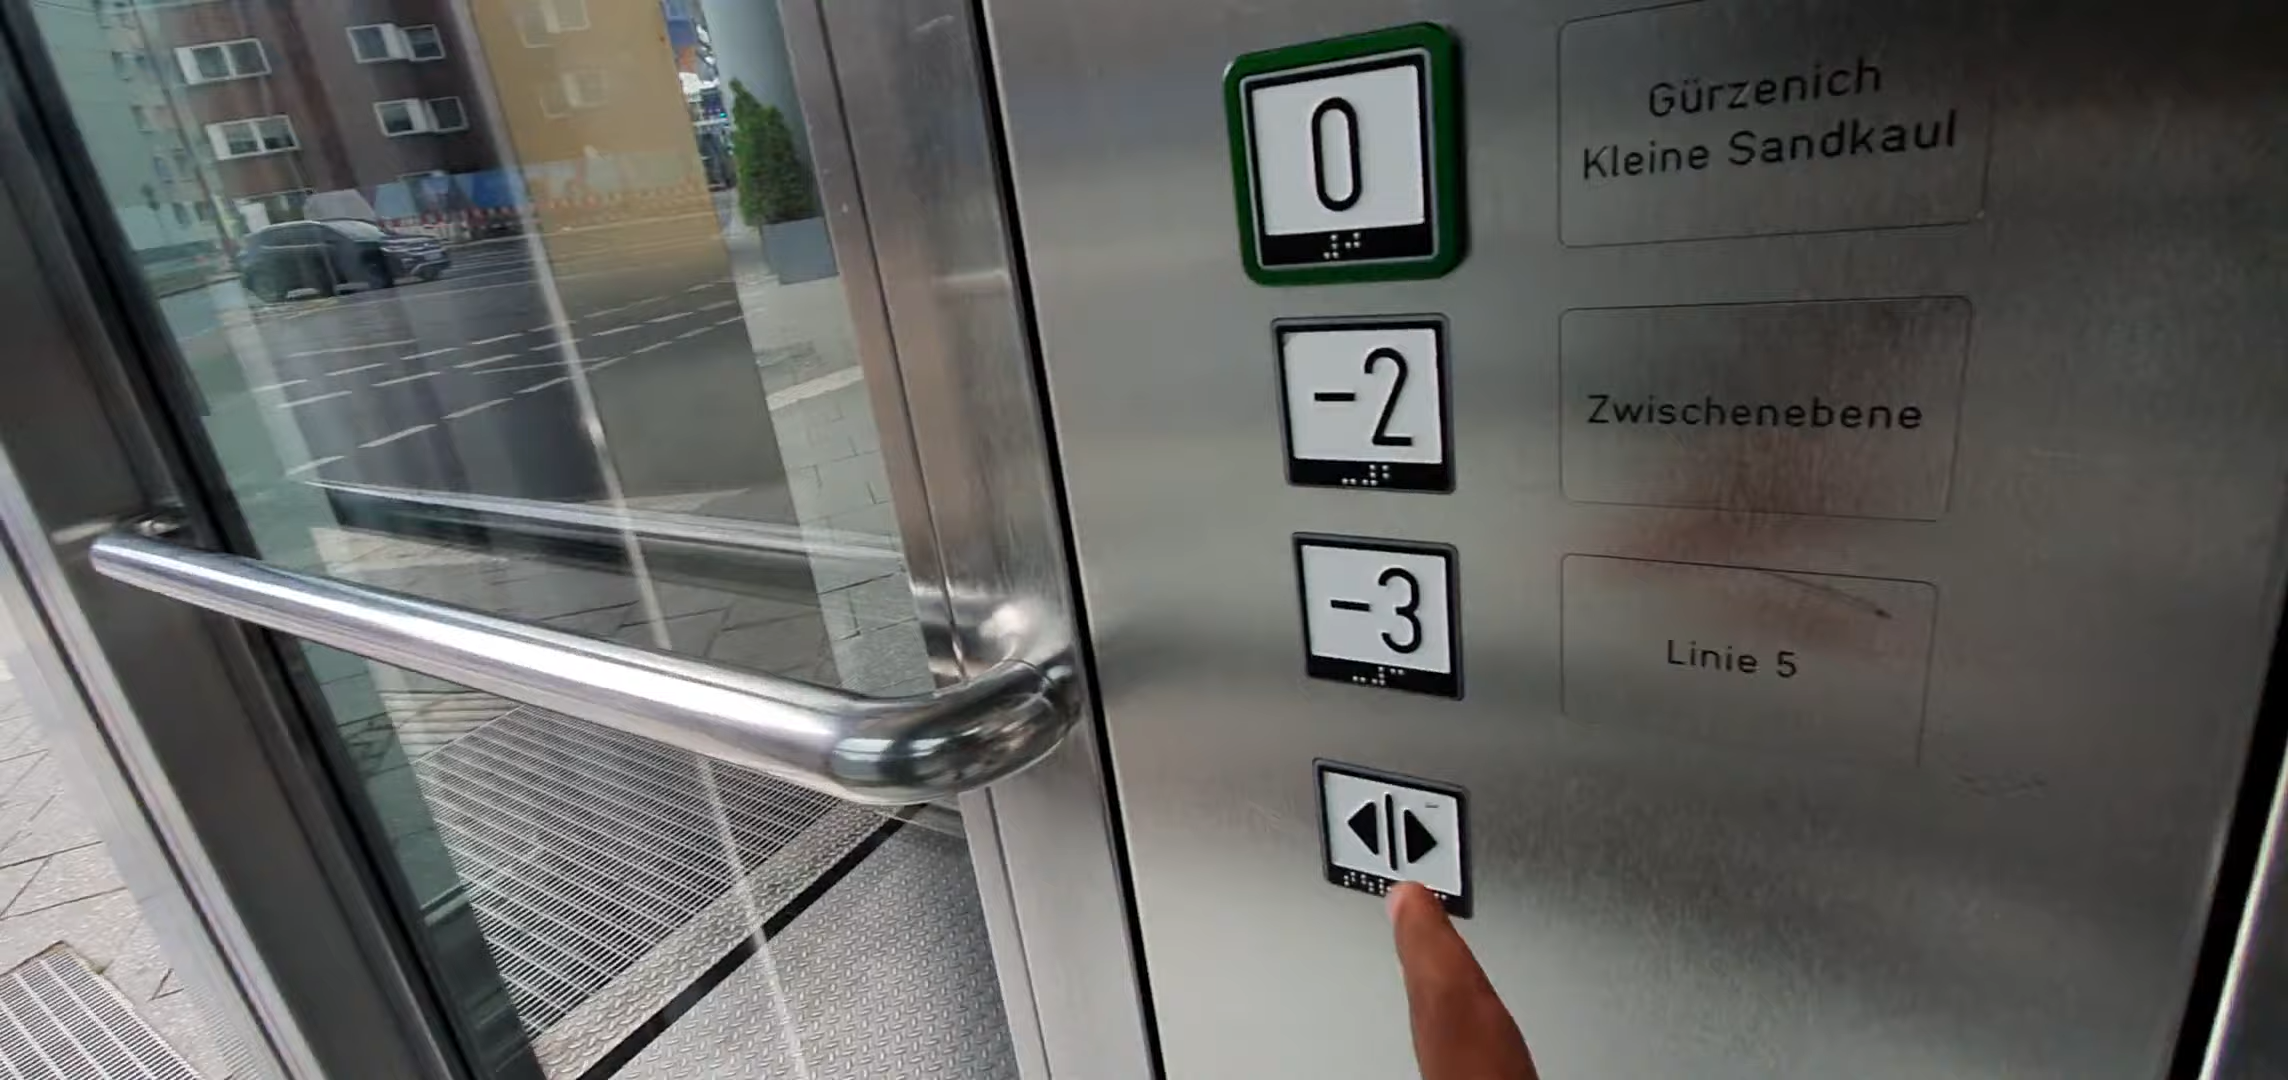 0
Gürzenich
Kleine Sandkaul
-2
Zwischenebene
-3
Linie 5